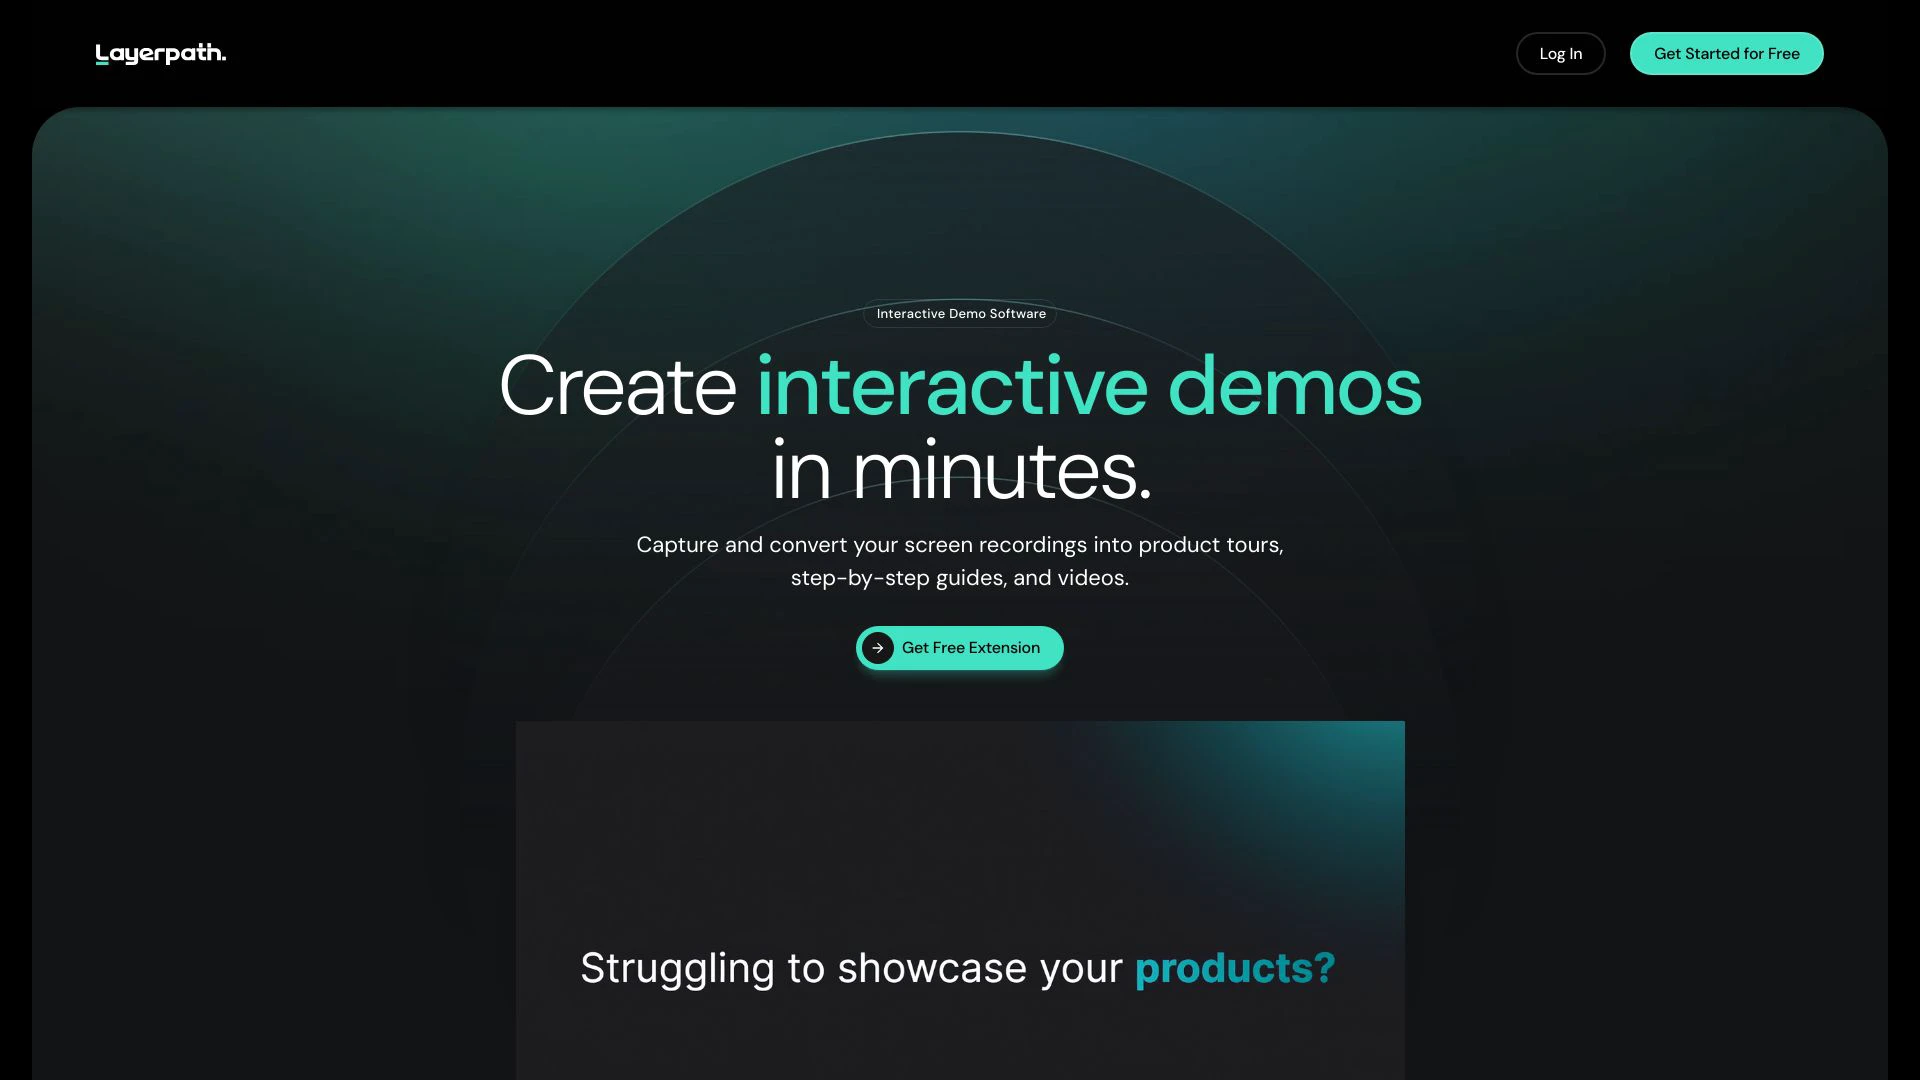 Layerpath.
Log In
Get Started for Free
Interactive Demo Software
Create interactive demos
in minutes.
Capture and convert your screen recordings into product tours,
step-by-step guides, and videos.
Get Free Extension
Struggling to showcase your products?